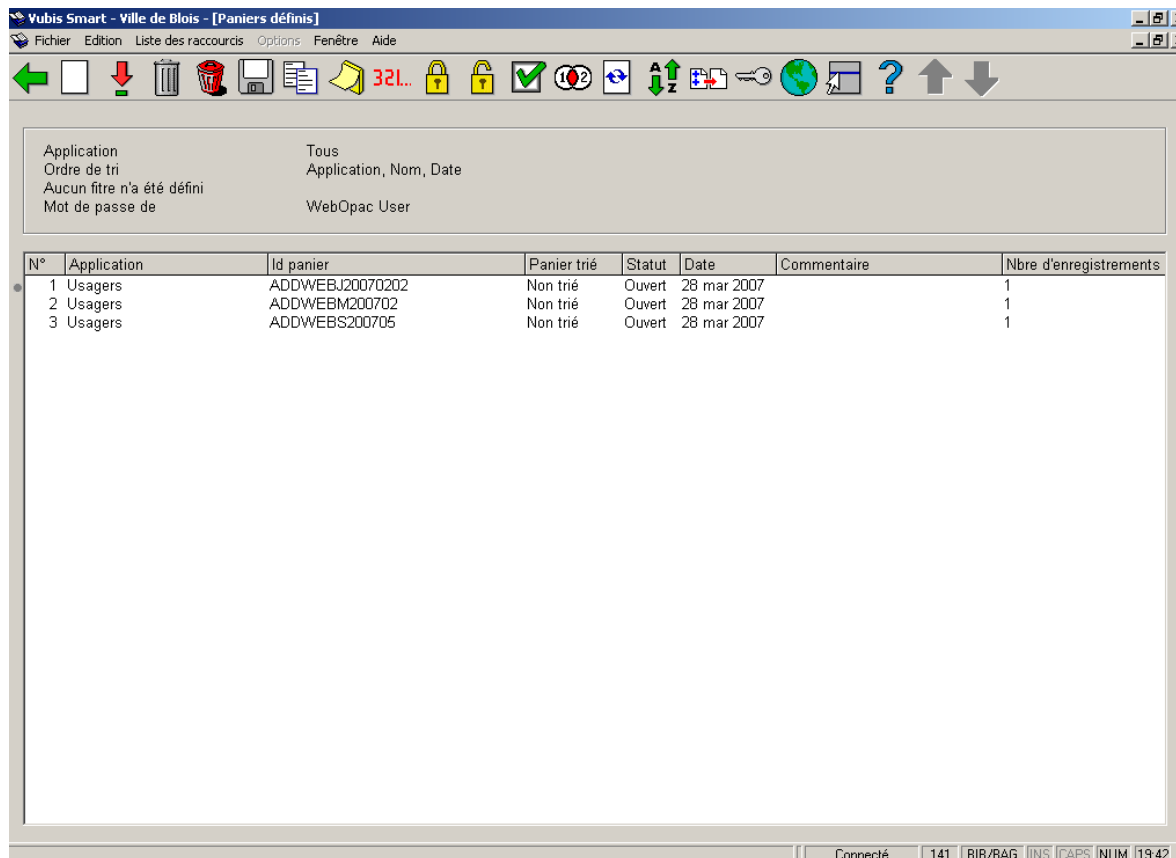 Vubis Smart - Ville de Blois - [Paniers définis]
Fichier Edition Liste des raccourcis Options Fenêtre Aide
321... A Z 1 2 ?
Application Tous
Ordre de tri Application, Nom, Date
Aucun fitre n'a été défini
Mot de passe de WebOpac User
N° Application Id panier Panier trié Statut Date Commentaire Nbre d'enregistrements
1 Usagers ADDWEBJ20070202 Non trié Ouvert 28 mar 2007 1
2 Usagers ADDWEBM200702 Non trié Ouvert 28 mar 2007 1
3 Usagers ADDWEBS200705 Non trié Ouvert 28 mar 2007 1
Connecté 141 BIB/BAG INS CAPS NUM 19:42